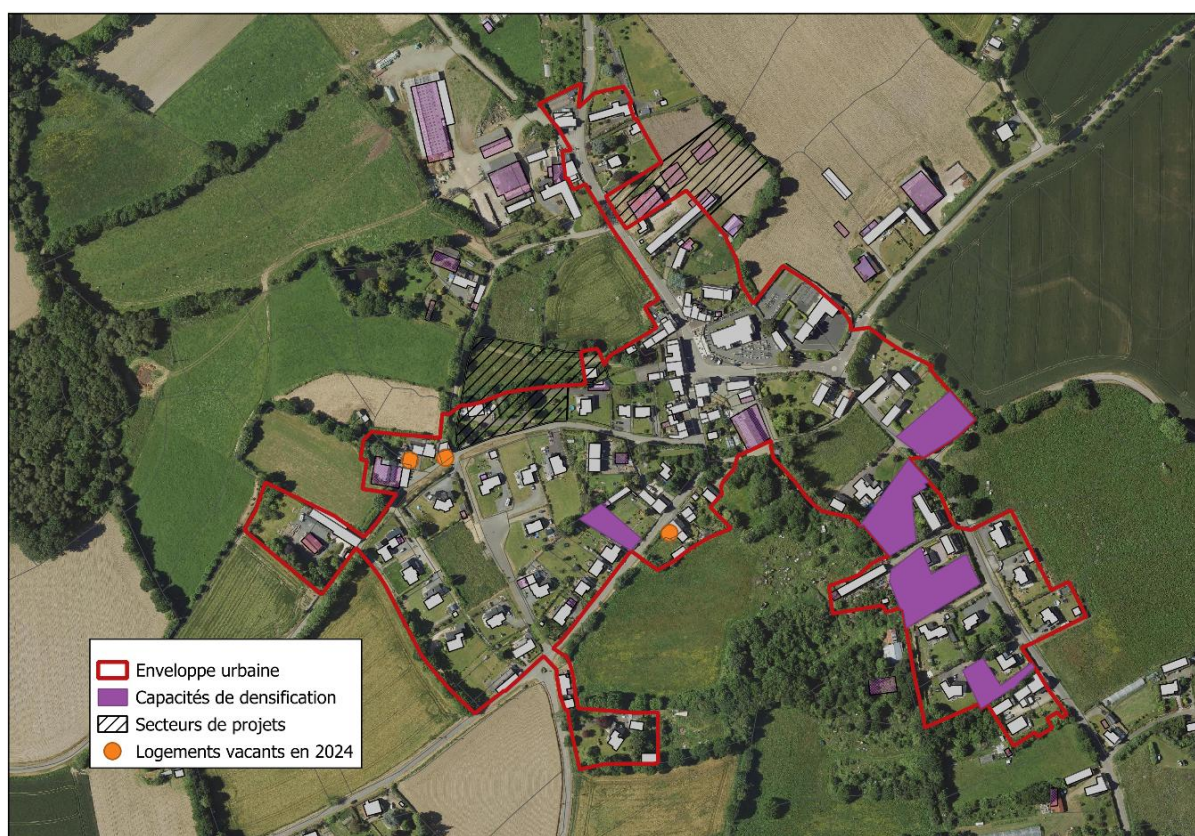 Enveloppe urbaine
Capacités de densification
Secteurs de projets
Logements vacants en 2024